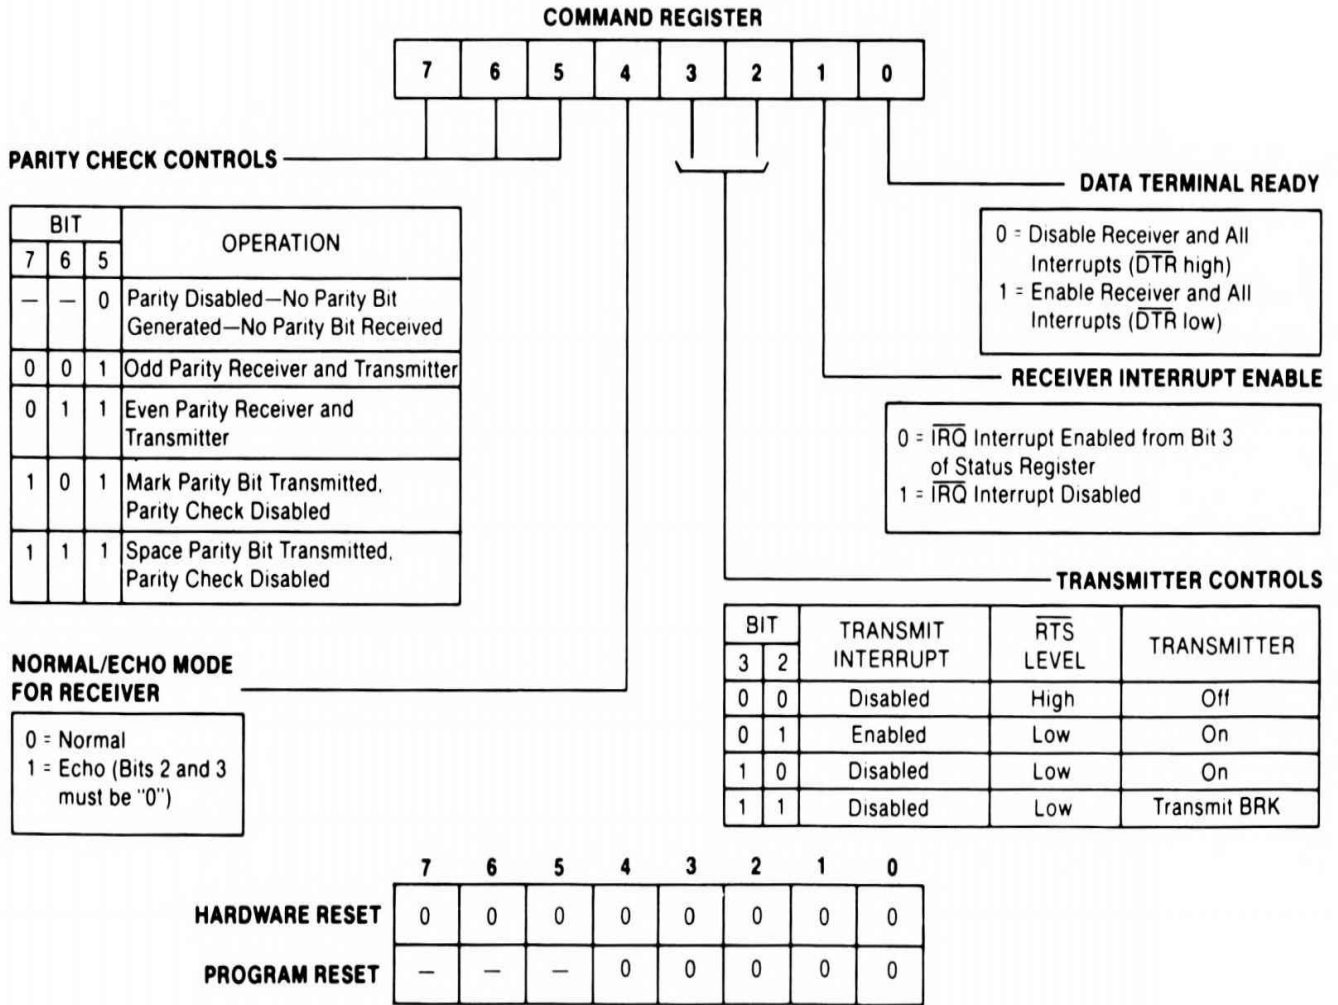 COMMAND REGISTER
7 6 5 4 3 2 1 0
PARITY CHECK CONTROLS
BIT
OPERATION
7 6 5
— — 0 Parity Disabled—No Parity Bit
Generated—No Parity Bit Received
0 0 1 Odd Parity Receiver and Transmitter
0 1 1 Even Parity Receiver and
Transmitter
1 0 1 Mark Parity Bit Transmitted,
Parity Check Disabled
1 1 1 Space Parity Bit Transmitted,
Parity Check Disabled
NORMAL/ECHO MODE
FOR RECEIVER
0 = Normal
1 = Echo (Bits 2 and 3
must be "0")
DATA TERMINAL READY
0 = Disable Receiver and All
Interrupts (D̅T̅R̅ high)
1 = Enable Receiver and All
Interrupts (D̅T̅R̅ low)
RECEIVER INTERRUPT ENABLE
0 = I̅R̅Q̅ Interrupt Enabled from Bit 3
of Status Register
1 = I̅R̅Q̅ Interrupt Disabled
TRANSMITTER CONTROLS
BIT
3 2
TRANSMIT
INTERRUPT
R̅T̅S̅
LEVEL
TRANSMITTER
0 0 Disabled High Off
0 1 Enabled Low On
1 0 Disabled Low On
1 1 Disabled Low Transmit BRK
7 6 5 4 3 2 1 0
HARDWARE RESET 0 0 0 0 0 0 0 0
PROGRAM RESET — — — 0 0 0 0 0